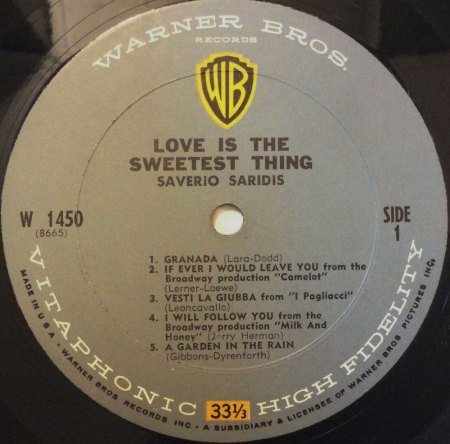 WARNER BROS.
RECORDS
WB
LOVE IS THE
SWEETEST THING
SAVERIO SARIDIS
W 1450
(8665)
SIDE
1
1. GRANADA (Lara-Dodd)
2. IF EVER I WOULD LEAVE YOU from the
Broadway production "Camelot"
(Lerner-Loewe)
3. VESTI LA GIUBBA from "I Pagliacci"
(Leoncavallo)
4. I WILL FOLLOW YOU from the
Broadway production "Milk And
Honey" (Jerry Herman)
5. A GARDEN IN THE RAIN
(Gibbons-Dyrenforth)
VITAPHONIC HIGH FIDELITY
33⅓
MADE IN U.S.A. • WARNER BROS. RECORDS INC. • A SUBSIDIARY & LICENSEE OF WARNER BROS. PICTURES INC.